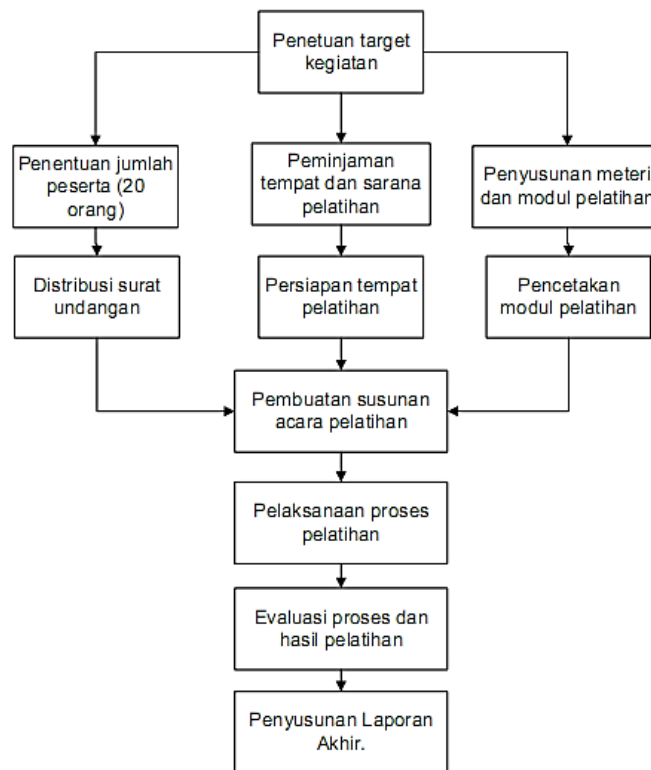 Penetuan target
kegiatan
Penentuan jumlah
peserta (20
orang)
Peminjaman
tempat dan sarana
pelatihan
Penyusunan meteri
dan modul pelatihan
Distribusi surat
undangan
Persiapan tempat
pelatihan
Pencetakan
modul pelatihan
Pembuatan susunan
acara pelatihan
Pelaksanaan proses
pelatihan
Evaluasi proses dan
hasil pelatihan
Penyusunan Laporan
Akhir.